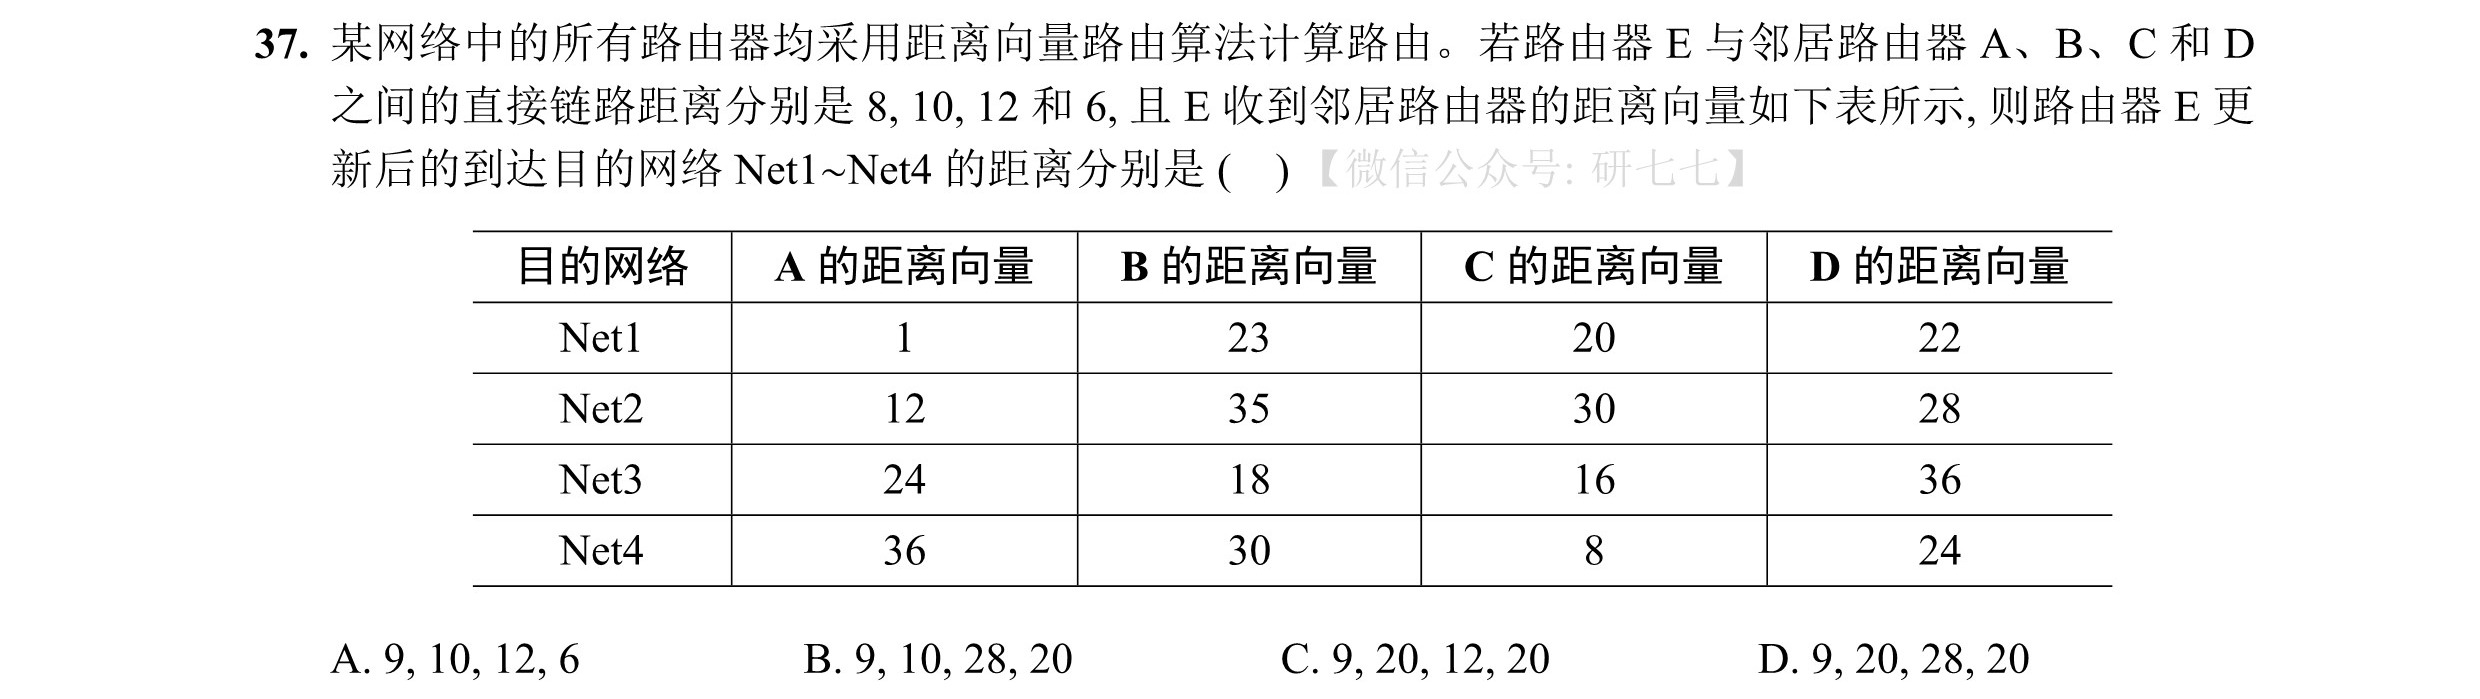 37. 某网络中的所有路由器均采用距离向量路由算法计算路由。若路由器 E 与邻居路由器 A、B、C 和 D
之间的直接链路距离分别是 8, 10, 12 和 6, 且 E 收到邻居路由器的距离向量如下表所示, 则路由器 E 更
新后的到达目的网络 Net1~Net4 的距离分别是 ( ) 【微信公众号: 研七七】
目的网络 A 的距离向量 B 的距离向量 C 的距离向量 D 的距离向量
Net1 1 23 20 22
Net2 12 35 30 28
Net3 24 18 16 36
Net4 36 30 8 24
A. 9, 10, 12, 6 B. 9, 10, 28, 20 C. 9, 20, 12, 20 D. 9, 20, 28, 20